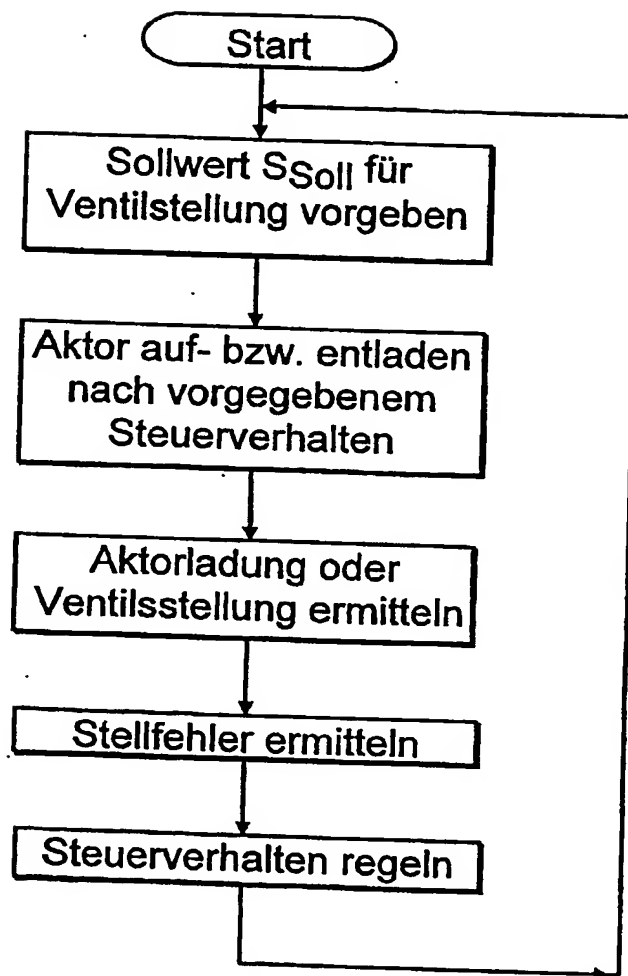 Start
Sollwert SSoll für
Ventilstellung vorgeben
Aktor auf- bzw. entladen
nach vorgegebenem
Steuerverhalten
Aktorladung oder
Ventilsstellung ermitteln
Stellfehler ermitteln
Steuerverhalten regeln